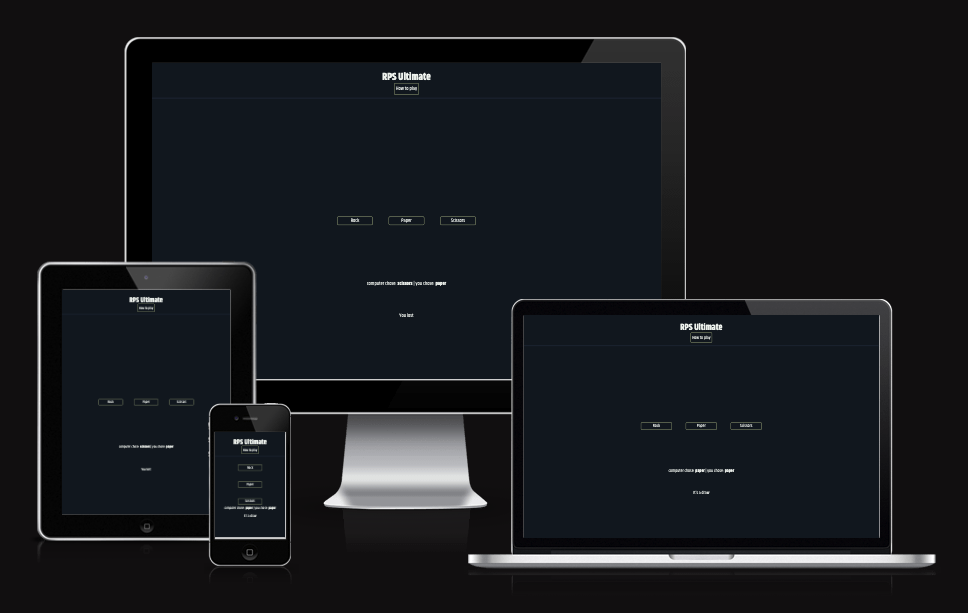 RPS Ultimate
How to play
Rock Paper Scissors
computer chose scissors | you chose paper
You lost
RPS Ultimate
How to play
Rock Paper Scissors
computer chose scissors | you chose paper
You lost
RPS Ultimate
How to play
Rock
Paper
Scissors
computer chose paper | you chose paper
It's a draw
RPS Ultimate
How to play
Rock Paper Scissors
computer chose paper | you chose paper
It's a draw